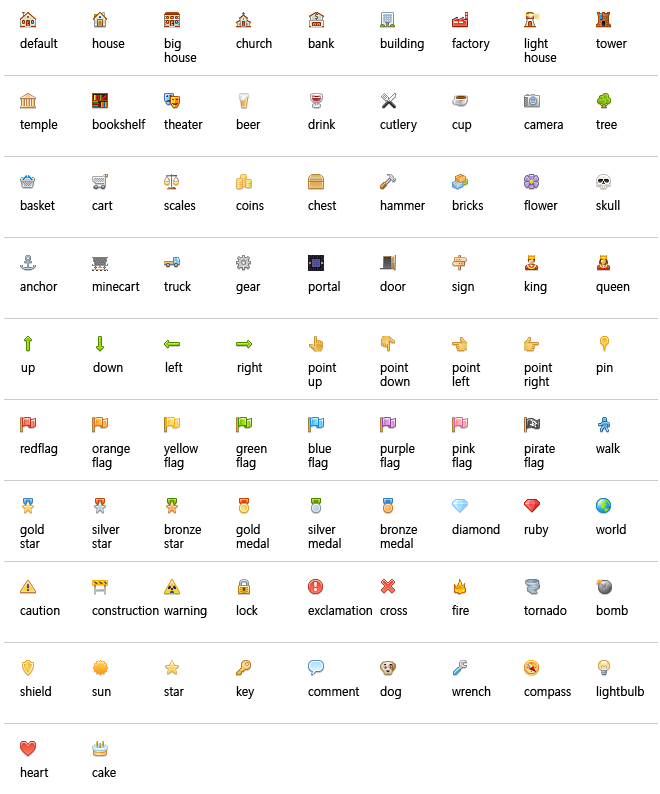 default house big house church bank building factory light house tower
temple bookshelf theater beer drink cutlery cup camera tree
basket cart scales coins chest hammer bricks flower skull
anchor minecart truck gear portal door sign king queen
up down left right point up point down point left point right pin
redflag orange flag yellow flag green flag blue flag purple flag pink flag pirate flag walk
gold star silver star bronze star gold medal silver medal bronze medal diamond ruby world
caution construction warning lock exclamation cross fire tornado bomb
shield sun star key comment dog wrench compass lightbulb
heart cake